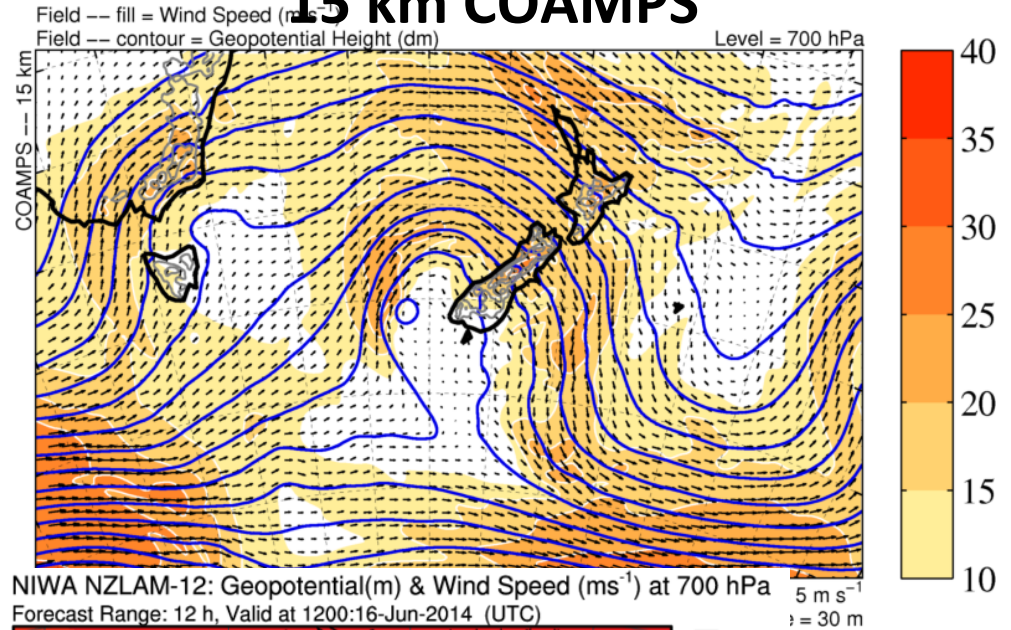 15 km COAMPS
Field –– fill = Wind Speed (m s⁻¹)
Field –– contour = Geopotential Height (dm)
Level = 700 hPa
COAMPS –– 15 km
40
35
30
25
20
15
10
NIWA NZLAM-12: Geopotential(m) & Wind Speed (ms⁻¹) at 700 hPa
5 m s⁻¹
Forecast Range: 12 h, Valid at 1200:16-Jun-2014 (UTC)
= 30 m